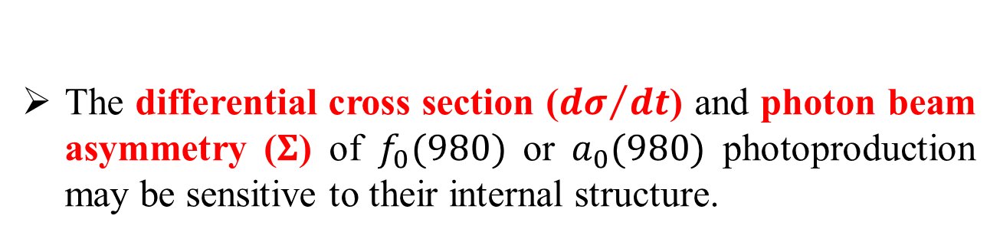 ➢ The differential cross section (𝒅𝝈/𝒅𝒕) and photon beam
asymmetry (Σ) of 𝑓₀(980) or 𝑎₀(980) photoproduction
may be sensitive to their internal structure.